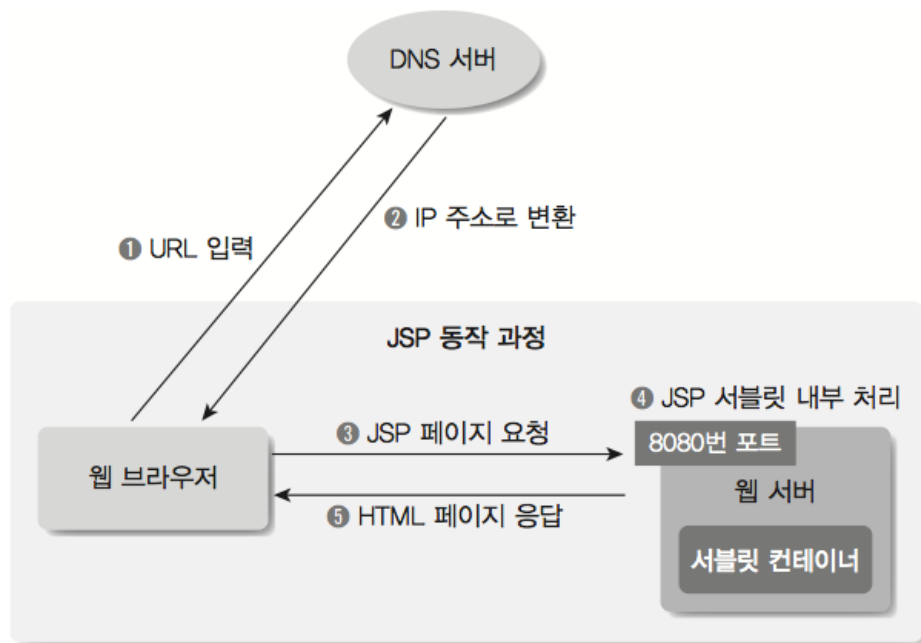 DNS 서버
❷ IP 주소로 변환
❶ URL 입력
JSP 동작 과정
❹ JSP 서블릿 내부 처리
❸ JSP 페이지 요청
8080번 포트
웹 브라우저
웹 서버
❺ HTML 페이지 응답
서블릿 컨테이너